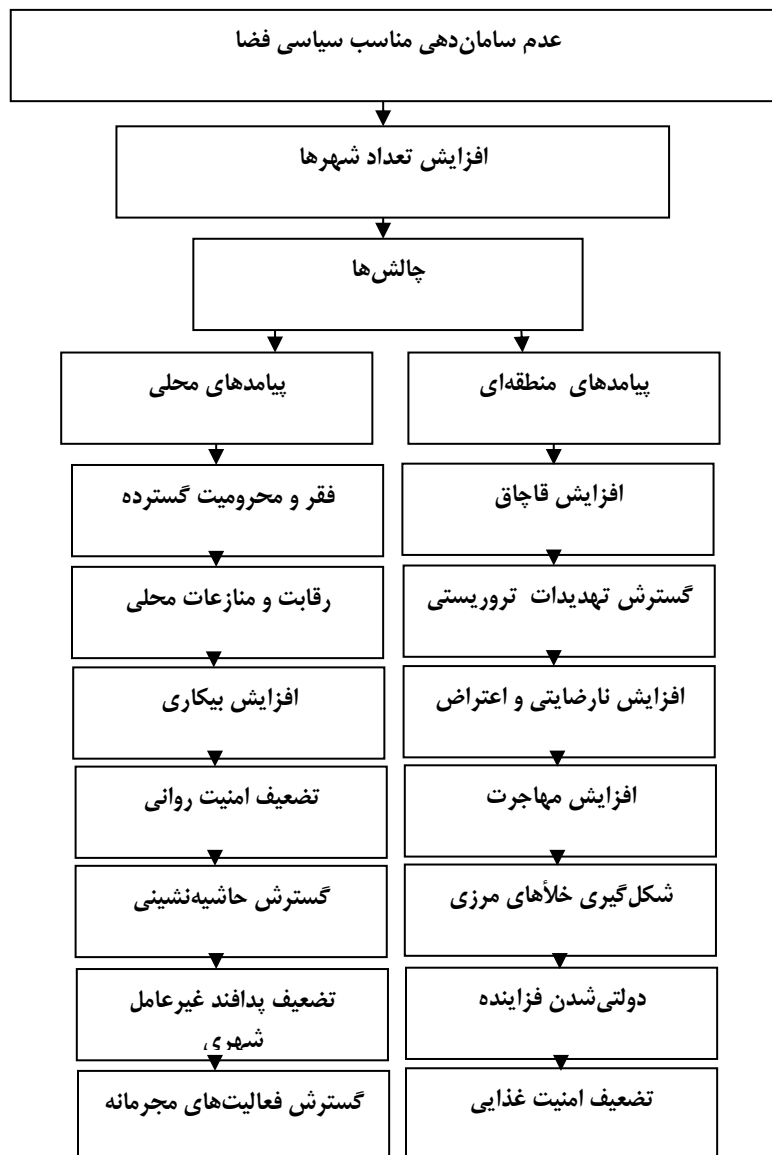 عدم سامان‌دهی مناسب سیاسی فضا
افزایش تعداد شهرها
چالش‌ها
پیامدهای منطقه‌ای
پیامدهای محلی
افزایش قاچاق
فقر و محرومیت گسترده
گسترش تهدیدات تروریستی
رقابت و منازعات محلی
افزایش نارضایتی و اعتراض
افزایش بیکاری
افزایش مهاجرت
تضعیف امنیت روانی
شکل‌گیری خلأهای مرزی
گسترش حاشیه‌نشینی
دولتی‌شدن فزاینده
تضعیف پدافند غیرعامل
شهری
تضعیف امنیت غذایی
گسترش فعالیت‌های مجرمانه